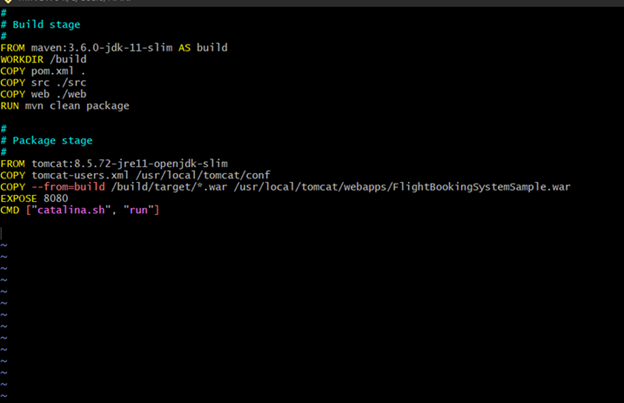 #
# Build stage
#
FROM maven:3.6.0-jdk-11-slim AS build
WORKDIR /build
COPY pom.xml .
COPY src ./src
COPY web ./web
RUN mvn clean package
#
# Package stage
#
FROM tomcat:8.5.72-jre11-openjdk-slim
COPY tomcat-users.xml /usr/local/tomcat/conf
COPY --from=build /build/target/*.war /usr/local/tomcat/webapps/FlightBookingSystemSample.war
EXPOSE 8080
CMD ["catalina.sh", "run"]
~
~
~
~
~
~
~
~
~
~
~
~
~
~